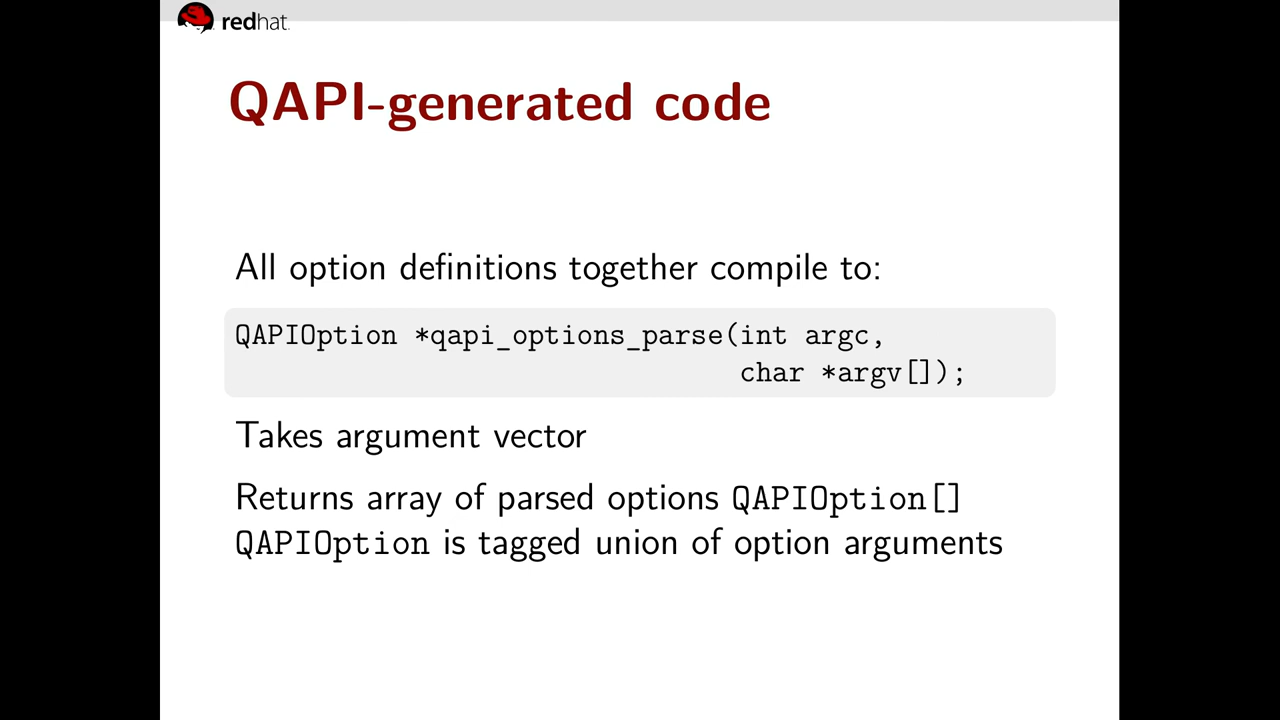 redhat.
QAPI-generated code
All option definitions together compile to:
QAPIOption *qapi_options_parse(int argc,
char *argv[]);
Takes argument vector
Returns array of parsed options QAPIOption[]
QAPIOption is tagged union of option arguments